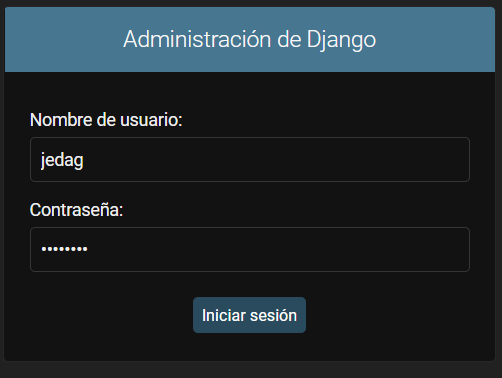 Administración de Django
Nombre de usuario:
jedag
Contraseña:
••••••••
Iniciar sesión